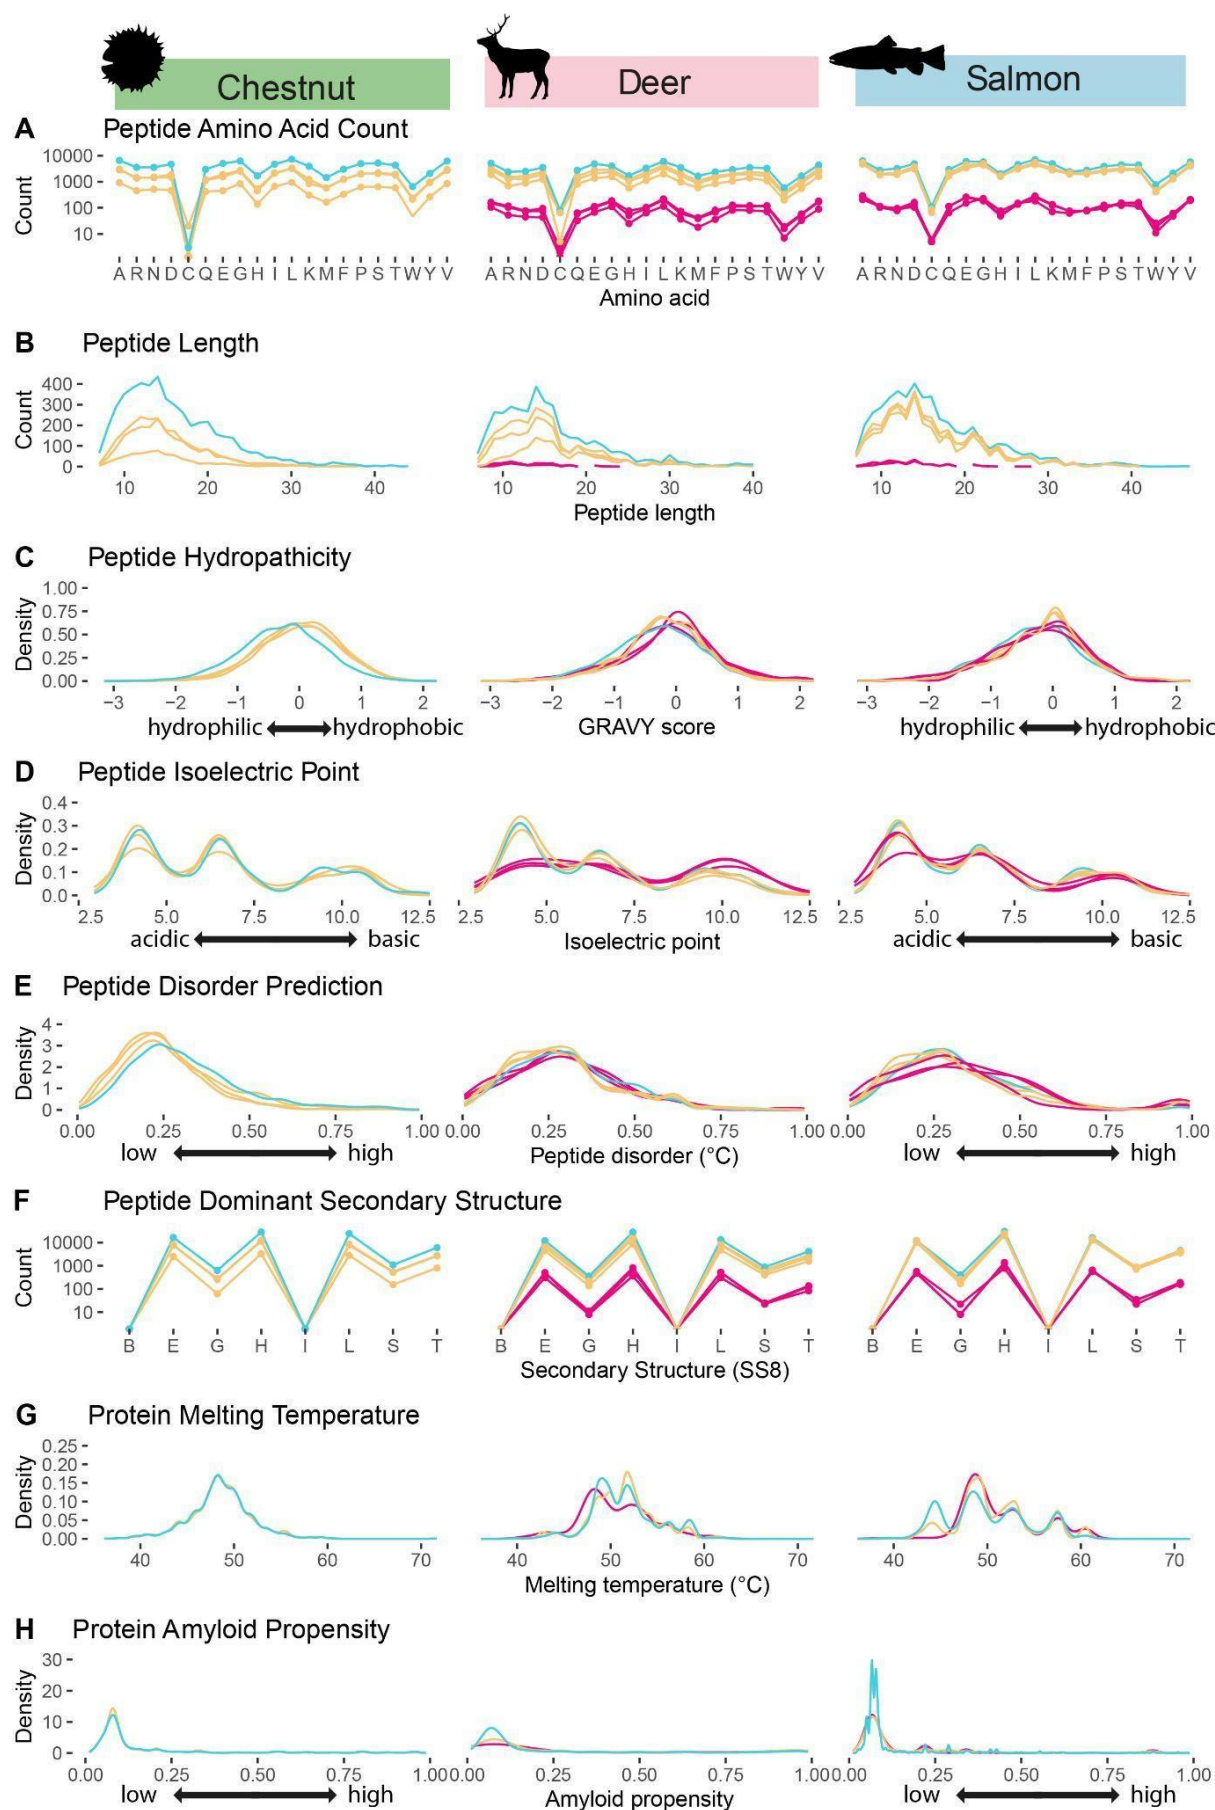 Chestnut
Deer
Salmon
A Peptide Amino Acid Count
Count
10000
1000
100
10
A R N D C Q E G H I L K M F P S T W Y V
A R N D C Q E G H I L K M F P S T W Y V
A R N D C Q E G H I L K M F P S T W Y V
Amino acid
B Peptide Length
Count
400
300
200
100
0
10 20 30 40
10 20 30 40
10 20 30 40
Peptide length
C Peptide Hydropathicity
Density
1.00
0.75
0.50
0.25
0.00
−3 −2 −1 0 1 2
−3 −2 −1 0 1 2
−3 −2 −1 0 1 2
hydrophilic hydrophobic
GRAVY score
hydrophilic hydrophobic
D Peptide Isoelectric Point
Density
0.4
0.3
0.2
0.1
0.0
2.5 5.0 7.5 10.0 12.5
2.5 5.0 7.5 10.0 12.5
2.5 5.0 7.5 10.0 12.5
acidic basic
Isoelectric point
acidic basic
E Peptide Disorder Prediction
Density
4
3
2
1
0
0.00 0.25 0.50 0.75 1.00
0.00 0.25 0.50 0.75 1.00
0.00 0.25 0.50 0.75 1.00
low high
Peptide disorder (°C)
low high
F Peptide Dominant Secondary Structure
Count
10000
1000
100
10
B E G H I L S T
B E G H I L S T
B E G H I L S T
Secondary Structure (SS8)
G Protein Melting Temperature
Density
0.25
0.20
0.15
0.10
0.05
0.00
40 50 60 70
40 50 60 70
40 50 60 70
Melting temperature (°C)
H Protein Amyloid Propensity
Density
30
20
10
0
0.00 0.25 0.50 0.75 1.00
0.00 0.25 0.50 0.75 1.00
0.00 0.25 0.50 0.75 1.00
low high
Amyloid propensity
low high